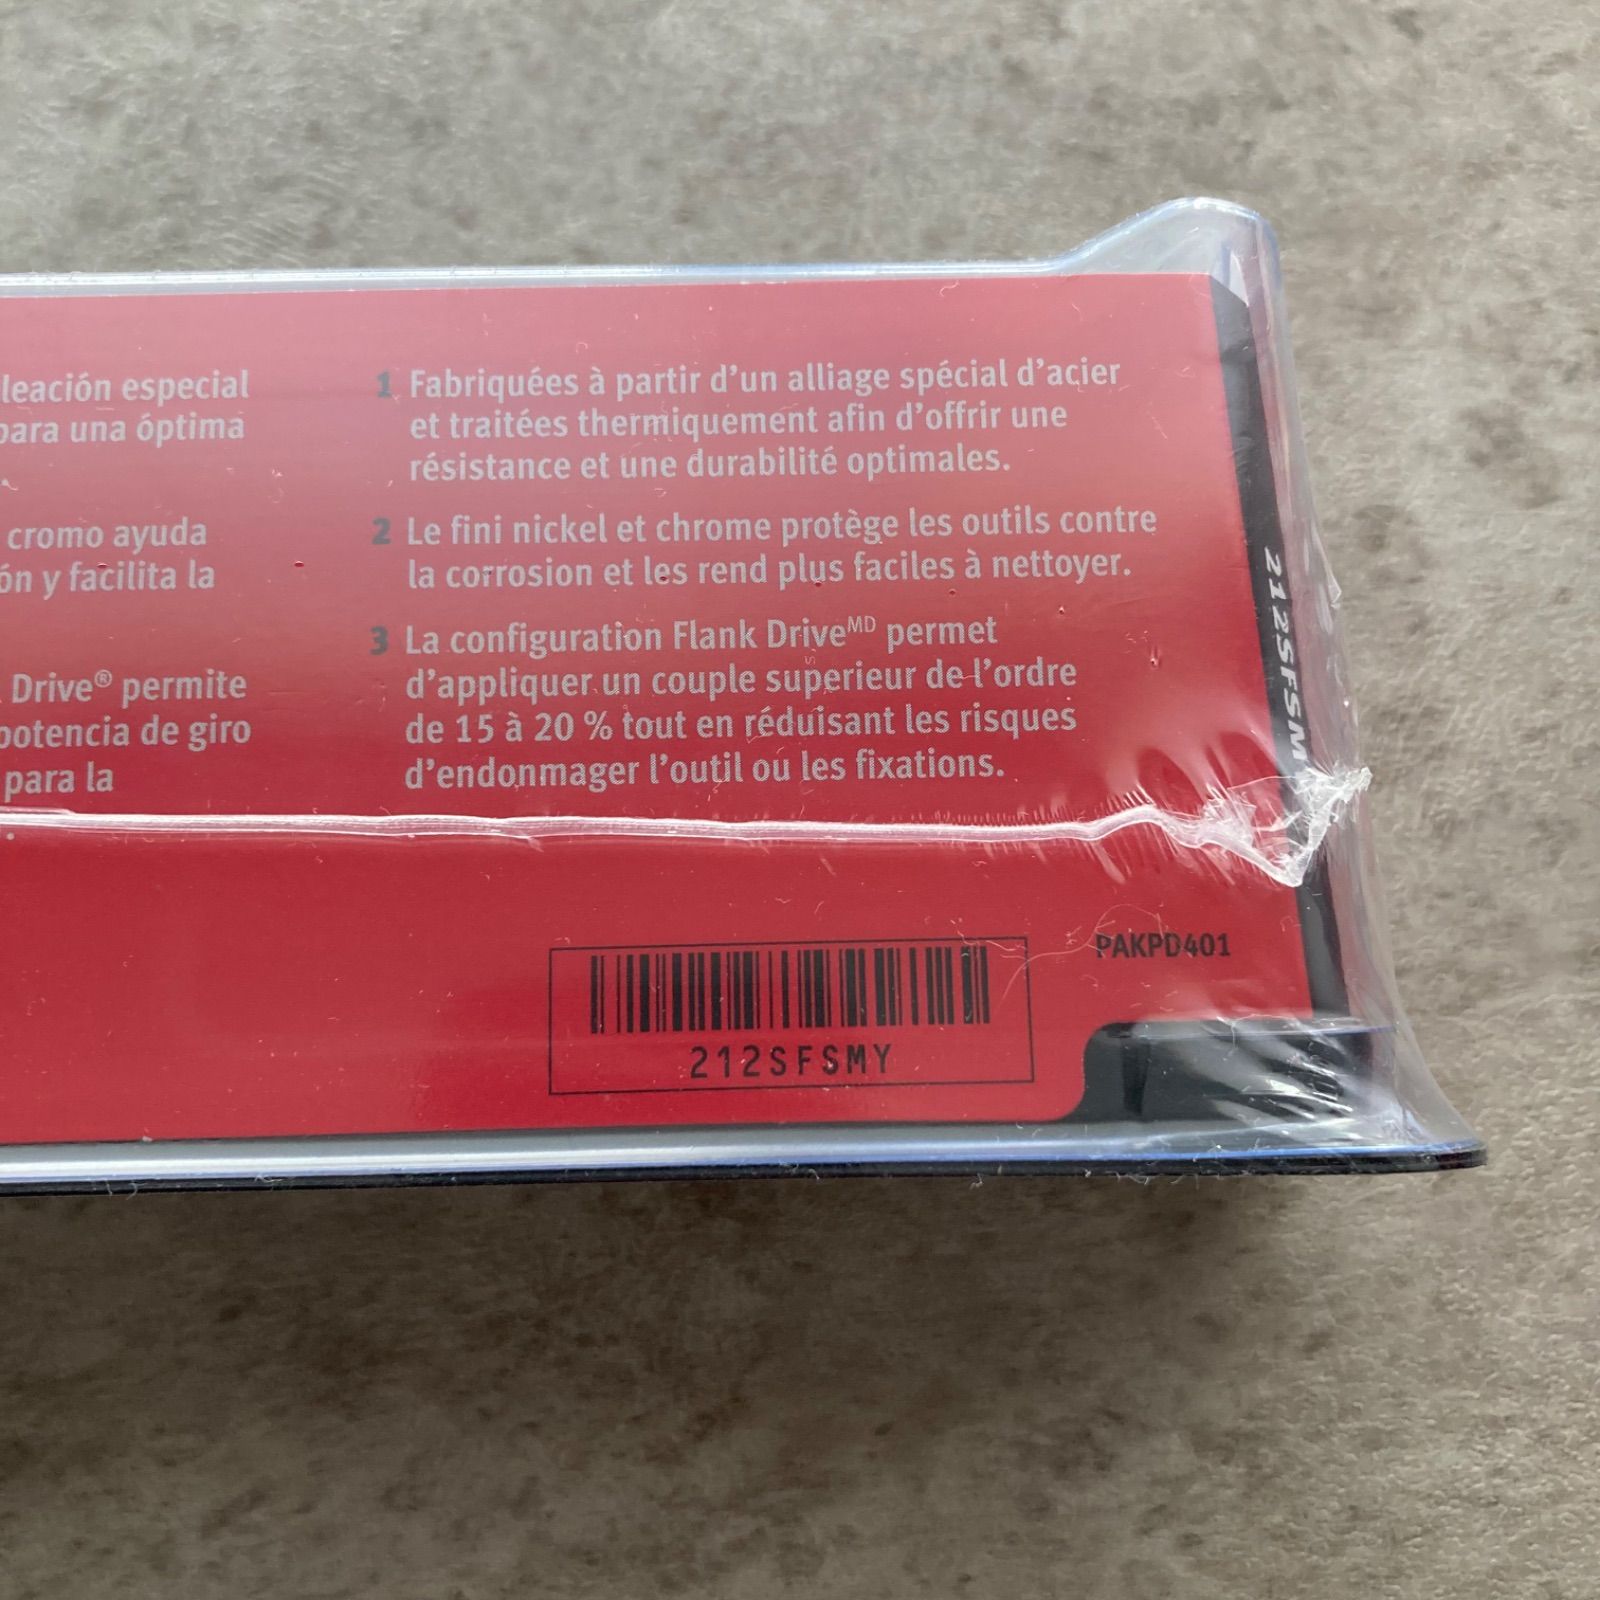 leación especial
para una óptima
cromo ayuda
ón y facilita la
Drive® permite
potencia de giro
para la
1 Fabriquées à partir d'un alliage spécial d'acier
et traitées thermiquement afin d'offrir une
résistance et une durabilité optimales.
2 Le fini nickel et chrome protège les outils contre
la corrosion et les rend plus faciles à nettoyer.
3 La configuration Flank Drive MD permet
d'appliquer un couple superieur de l'ordre
de 15 à 20 % tout en réduisant les risques
d'endonmager l'outil ou les fixations.
212SFSM
PAKPD401
212SFSMY